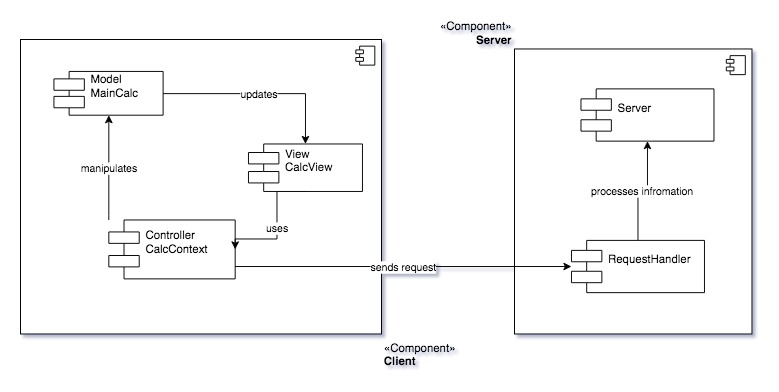 «Component»
Server
Model
MainCalc
updates
Server
View
CalcView
manipulates
processes infromation
uses
Controller
CalcContext
RequestHandler
sends request
«Component»
Client